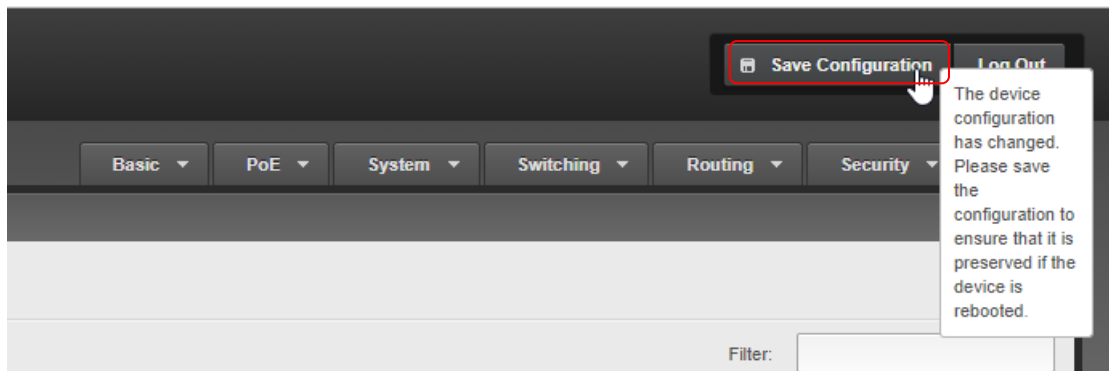 Save Configuration
Log Out
The device
configuration
has changed.
Please save
the
configuration to
ensure that it is
preserved if the
device is
rebooted.
Basic
PoE
System
Switching
Routing
Security
Filter: